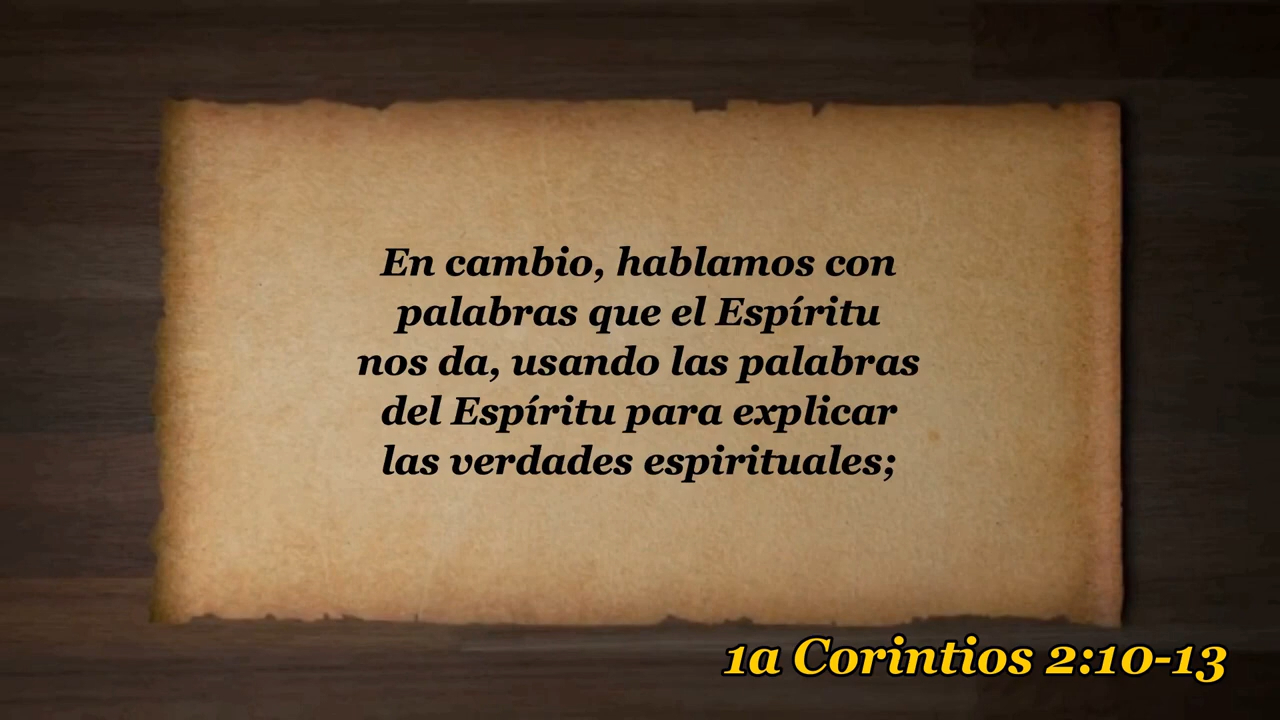 En cambio, hablamos con
palabras que el Espíritu
nos da, usando las palabras
del Espíritu para explicar
las verdades espirituales;
1a Corintios 2:10-13